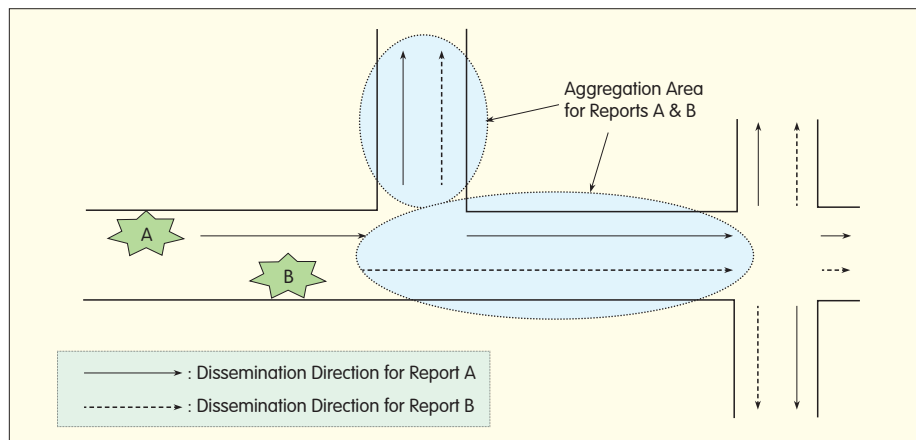 Aggregation Area
for Reports A & B
A
B
: Dissemination Direction for Report A
: Dissemination Direction for Report B